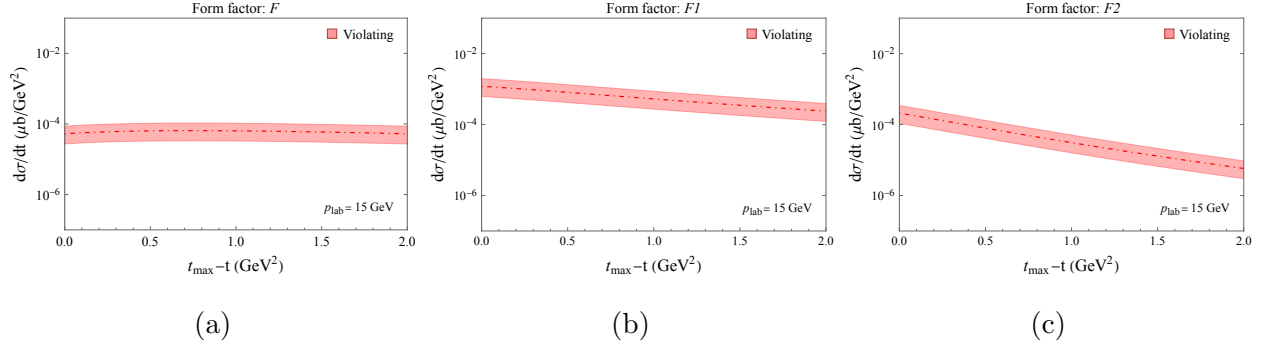 Form factor: F
Violating
10^-2
10^-4
10^-6
dσ/dt (μb/GeV^2)
p_lab = 15 GeV
0.0 0.5 1.0 1.5 2.0
t_max−t (GeV^2)
(a)
Form factor: F1
Violating
10^-2
10^-4
10^-6
dσ/dt (μb/GeV^2)
p_lab = 15 GeV
0.0 0.5 1.0 1.5 2.0
t_max−t (GeV^2)
(b)
Form factor: F2
Violating
10^-2
10^-4
10^-6
dσ/dt (μb/GeV^2)
p_lab = 15 GeV
0.0 0.5 1.0 1.5 2.0
t_max−t (GeV^2)
(c)